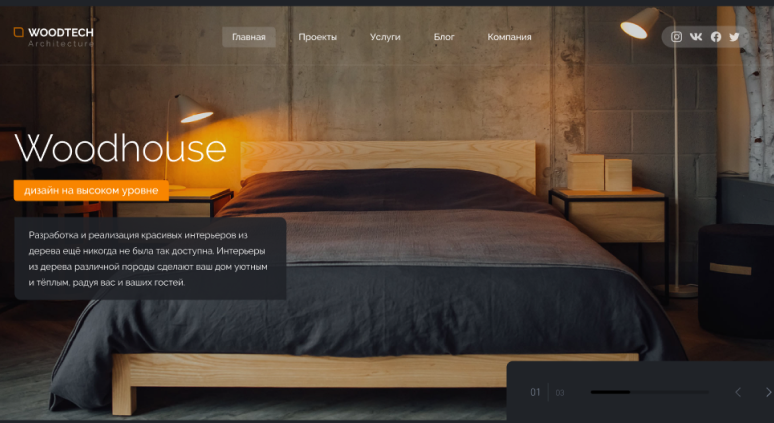 WOODTECH
Architecture
Главная
Проекты
Услуги
Блог
Компания
Woodhouse
дизайн на высоком уровне
Разработка и реализация красивых интерьеров из
дерева ещё никогда не была так доступна. Интерьеры
из дерева различной породы сделают ваш дом уютным
и тёплым, радуя вас и ваших гостей.
01
03